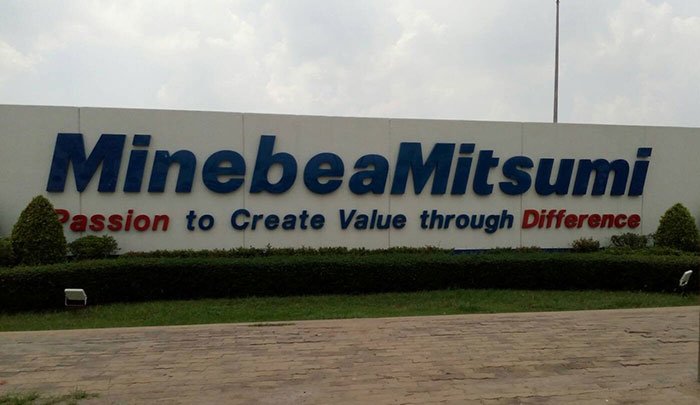 MinebeaMitsumi
Passion to Create Value through Difference